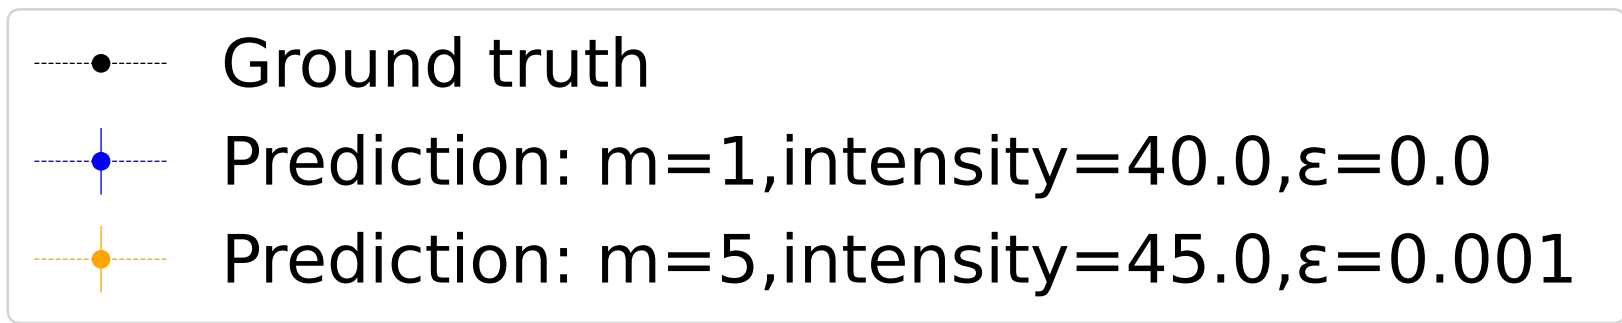 Ground truth
Prediction: m=1,intensity=40.0,ε=0.0
Prediction: m=5,intensity=45.0,ε=0.001